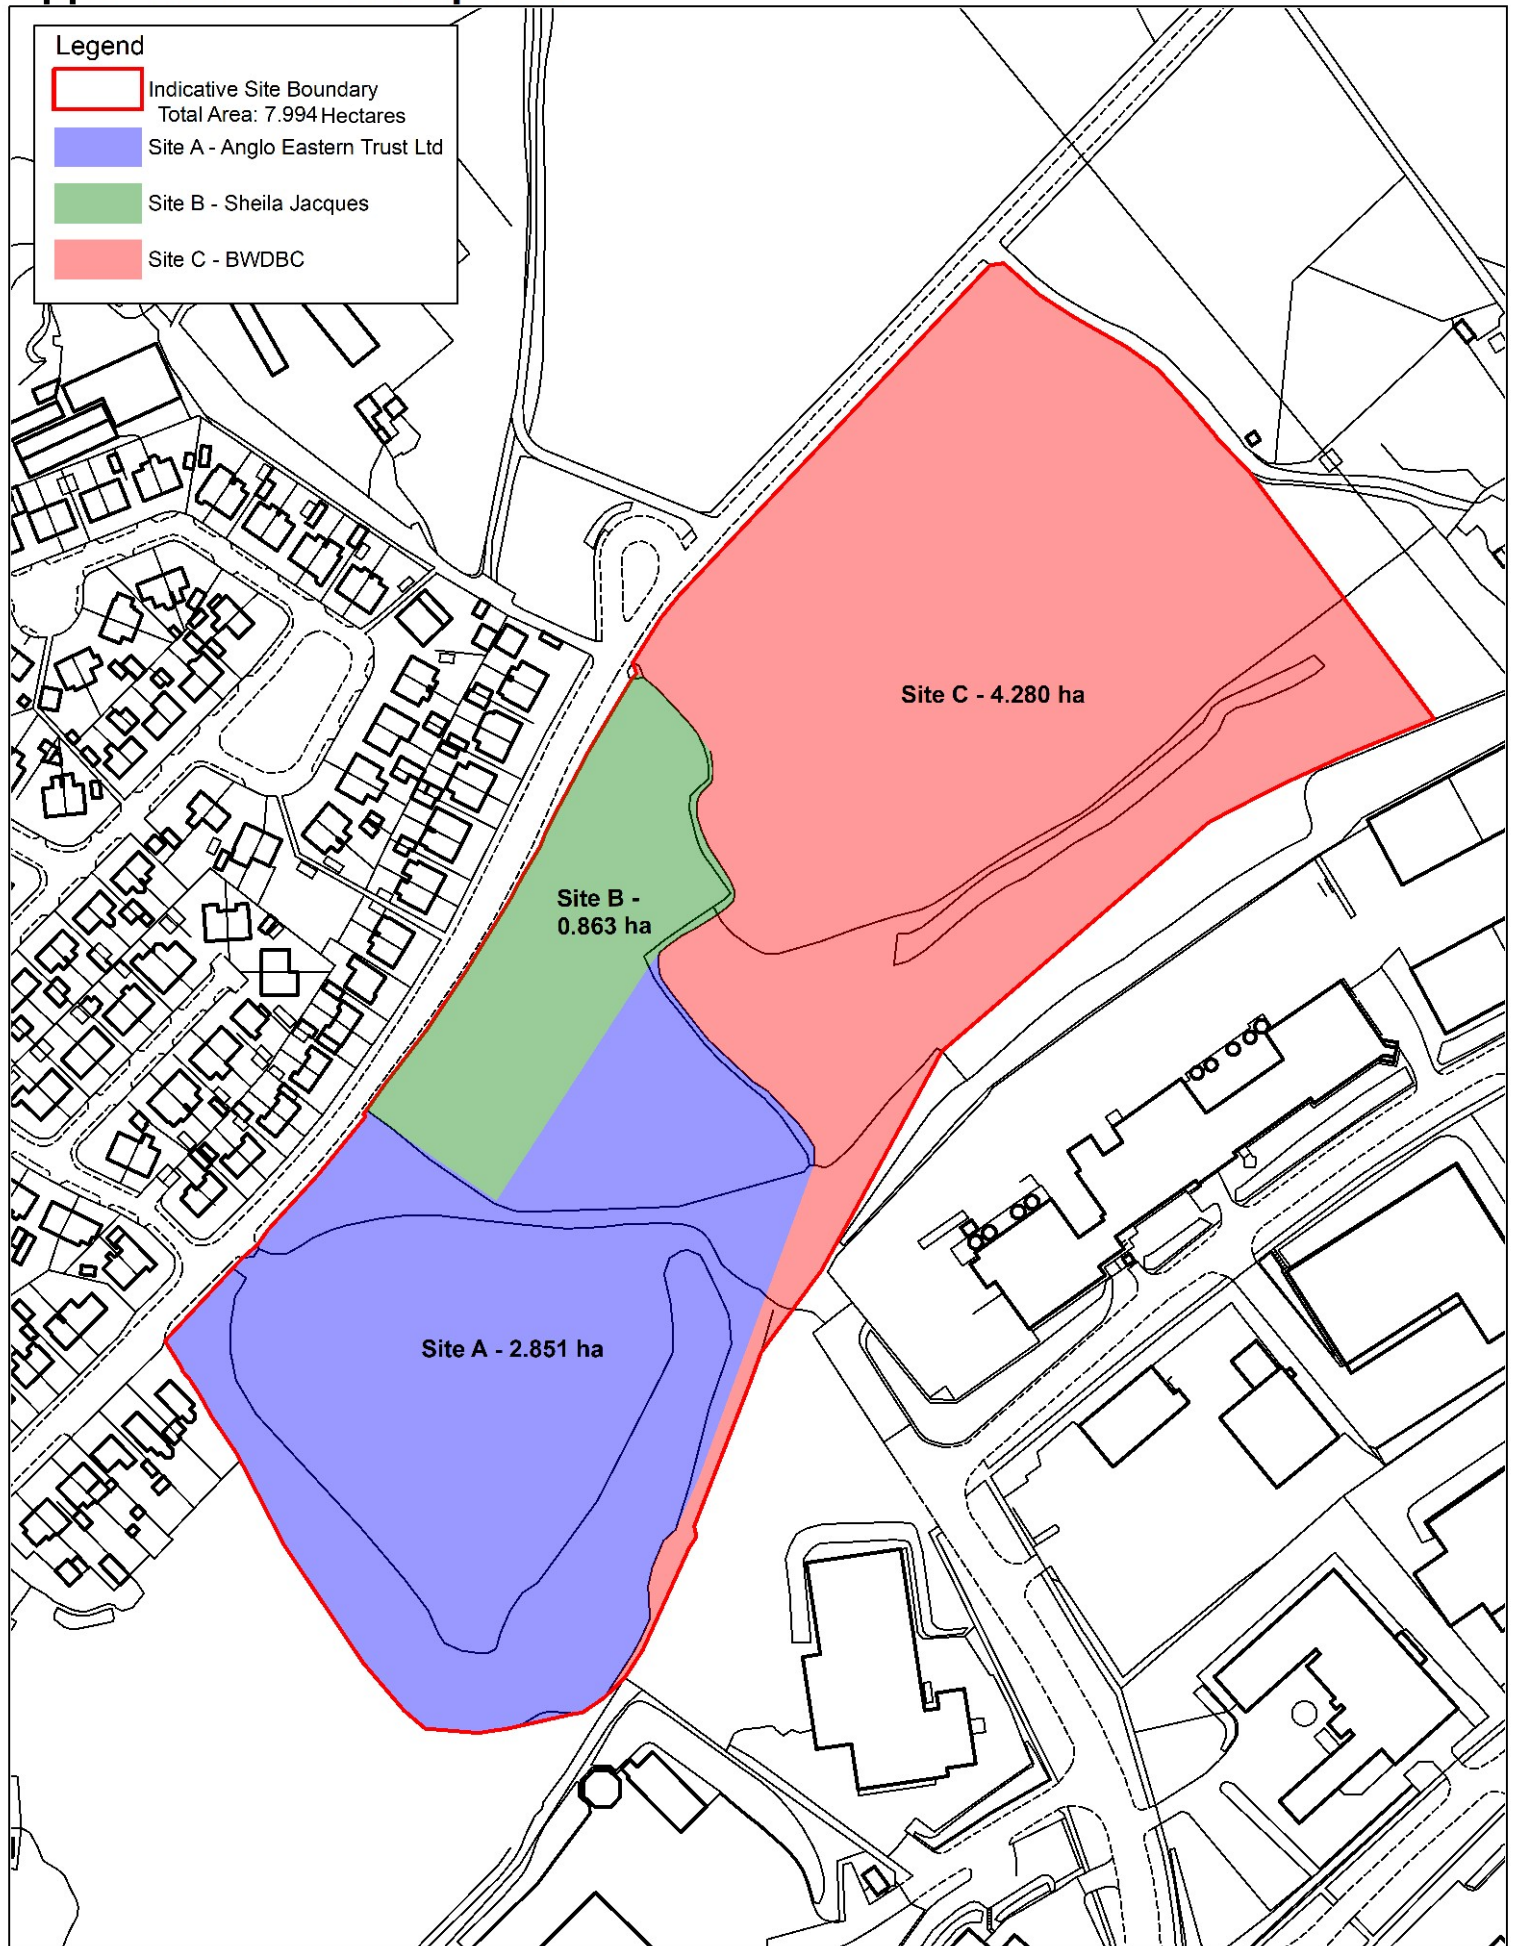 Legend
Indicative Site Boundary
Total Area: 7.994 Hectares
Site A - Anglo Eastern Trust Ltd
Site B - Sheila Jacques
Site C - BWDBC
Site C - 4.280 ha
Site B -
0.863 ha
Site A - 2.851 ha